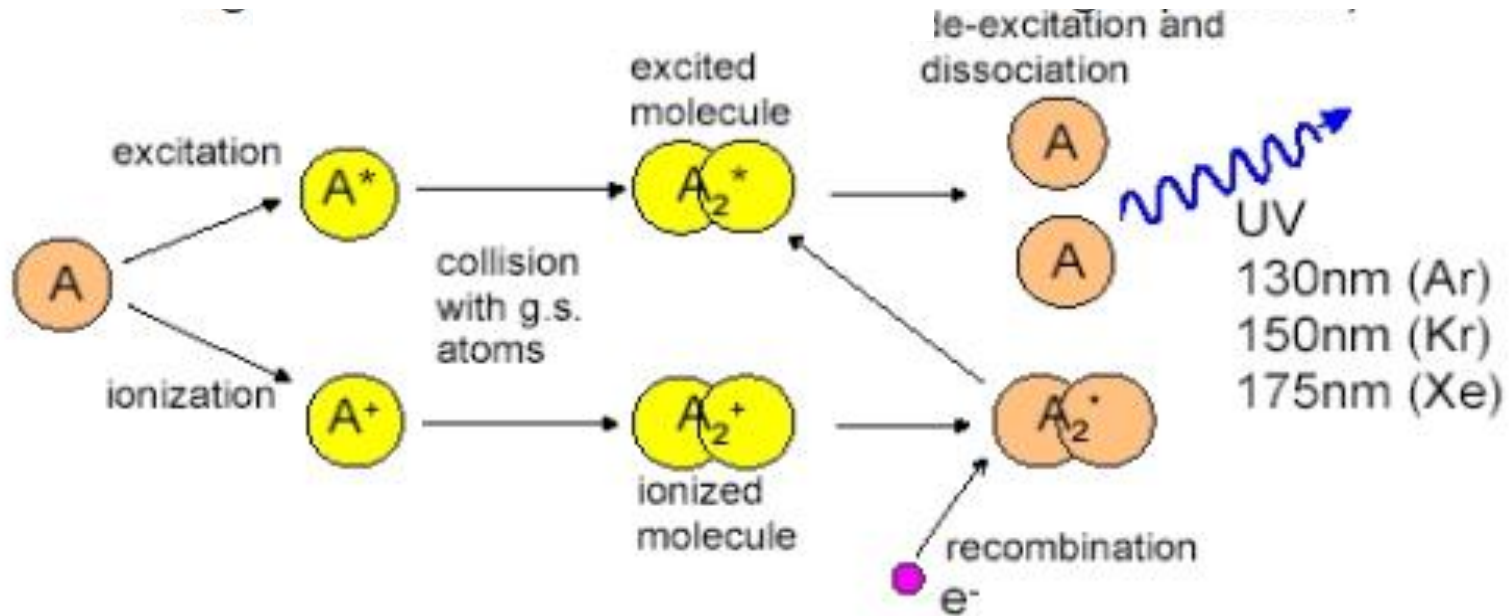 de-excitation and
dissociation
excited
molecule
excitation
A*
A₂*
A
A
UV
130nm (Ar)
150nm (Kr)
175nm (Xe)
A
collision
with g.s.
atoms
ionization
A⁺
A₂⁺
A₂*
ionized
molecule
recombination
e⁻